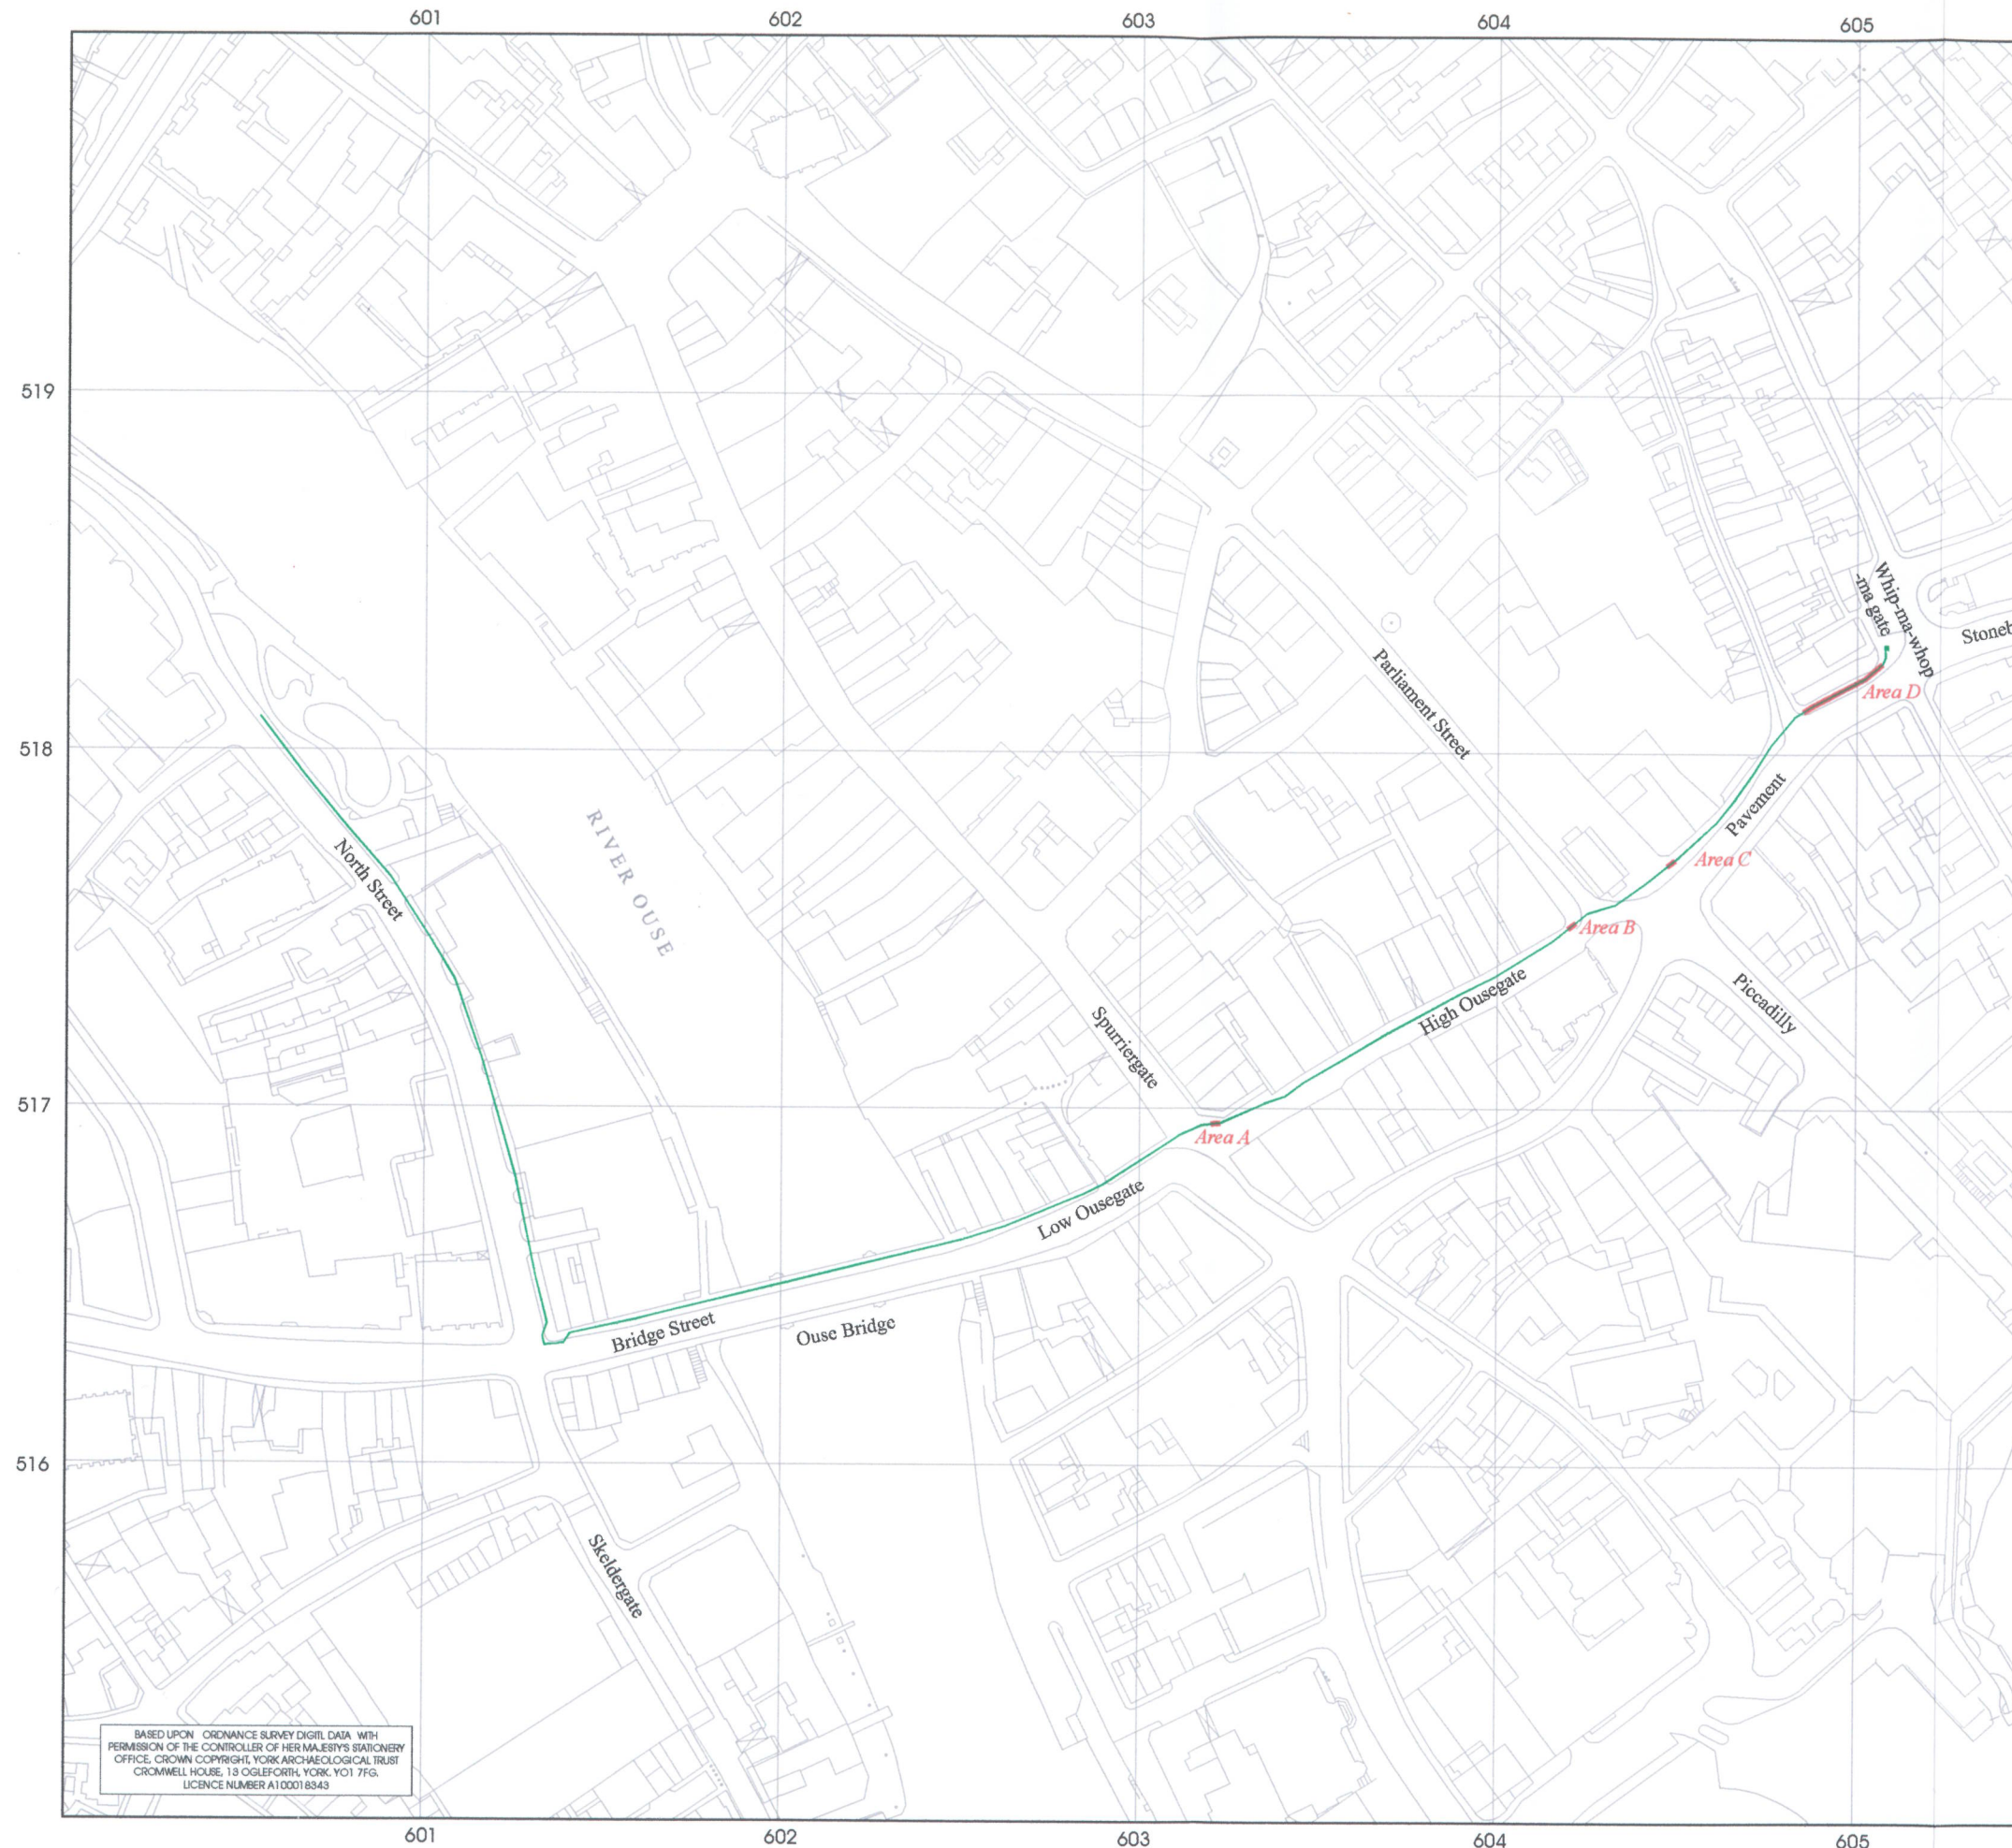 601
602
603
604
605
519
518
517
516
Whip-ma-whop
-ma gate
Stoneb
Area D
Parliament Street
Pavement
Area C
North Street
RIVER OUSE
Area B
High Ousegate
Piccadilly
Spurriergate
Area A
Low Ousegate
Bridge Street
Ouse Bridge
Skeldergate
BASED UPON ORDNANCE SURVEY DIGITL DATA WITH
PERMISSION OF THE CONTROLLER OF HER MAJESTY'S STATIONERY
OFFICE, CROWN COPYRIGHT, YORK ARCHAEOLOGICAL TRUST
CROMWELL HOUSE, 13 OGLEFORTH, YORK. YO1 7FG.
LICENCE NUMBER A100018343
601
602
603
604
605